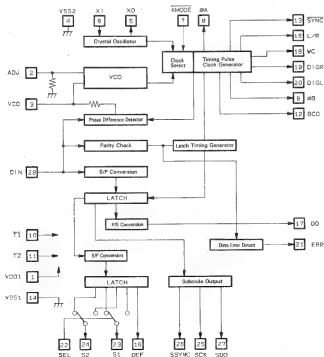 VSS2 XI XO KMODE ØA
4 6 5 7 8
13 SYNC
15 L/R
18 WC
19 DIGR
20 DIGL
9 ØB
12 BCO
Crystal Oscillator
ADJ 2
VCO
Clock Select
Timing Pulse Clock Generator
VCO 3
Phase Difference Detector
Parity Check
Latch Timing Generator
DIN 28
S/P Conversion
LATCH
P/S Conversion
17 DO
T1 10
Data Error Detect
21 ERR
T2 11
S/P Conversion
VDD1 1
LATCH
Subcode Output
VSS1 14
22 24 23 16 26 25 27
SEL S2 S1 DEF SSYNC SCK SDO